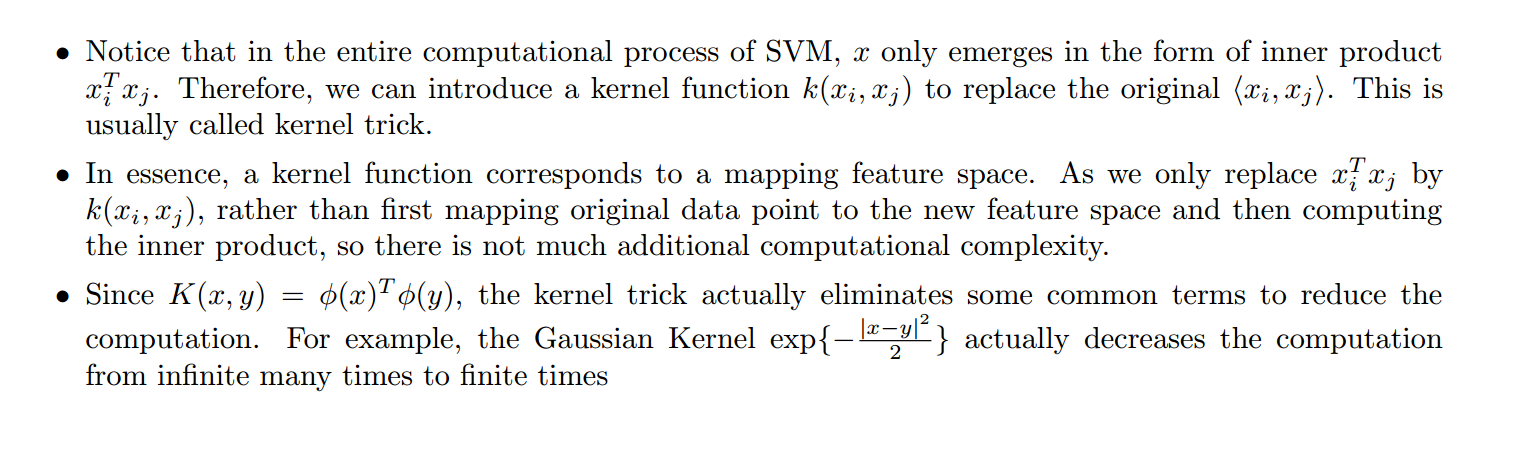 • Notice that in the entire computational process of SVM, x only emerges in the form of inner product
x_i^T x_j. Therefore, we can introduce a kernel function k(x_i, x_j) to replace the original ⟨x_i, x_j⟩. This is
usually called kernel trick.
• In essence, a kernel function corresponds to a mapping feature space. As we only replace x_i^T x_j by
k(x_i, x_j), rather than first mapping original data point to the new feature space and then computing
the inner product, so there is not much additional computational complexity.
• Since K(x, y) = ϕ(x)^T ϕ(y), the kernel trick actually eliminates some common terms to reduce the
computation. For example, the Gaussian Kernel exp{−\frac{|x−y|^2}{2}} actually decreases the computation
from infinite many times to finite times